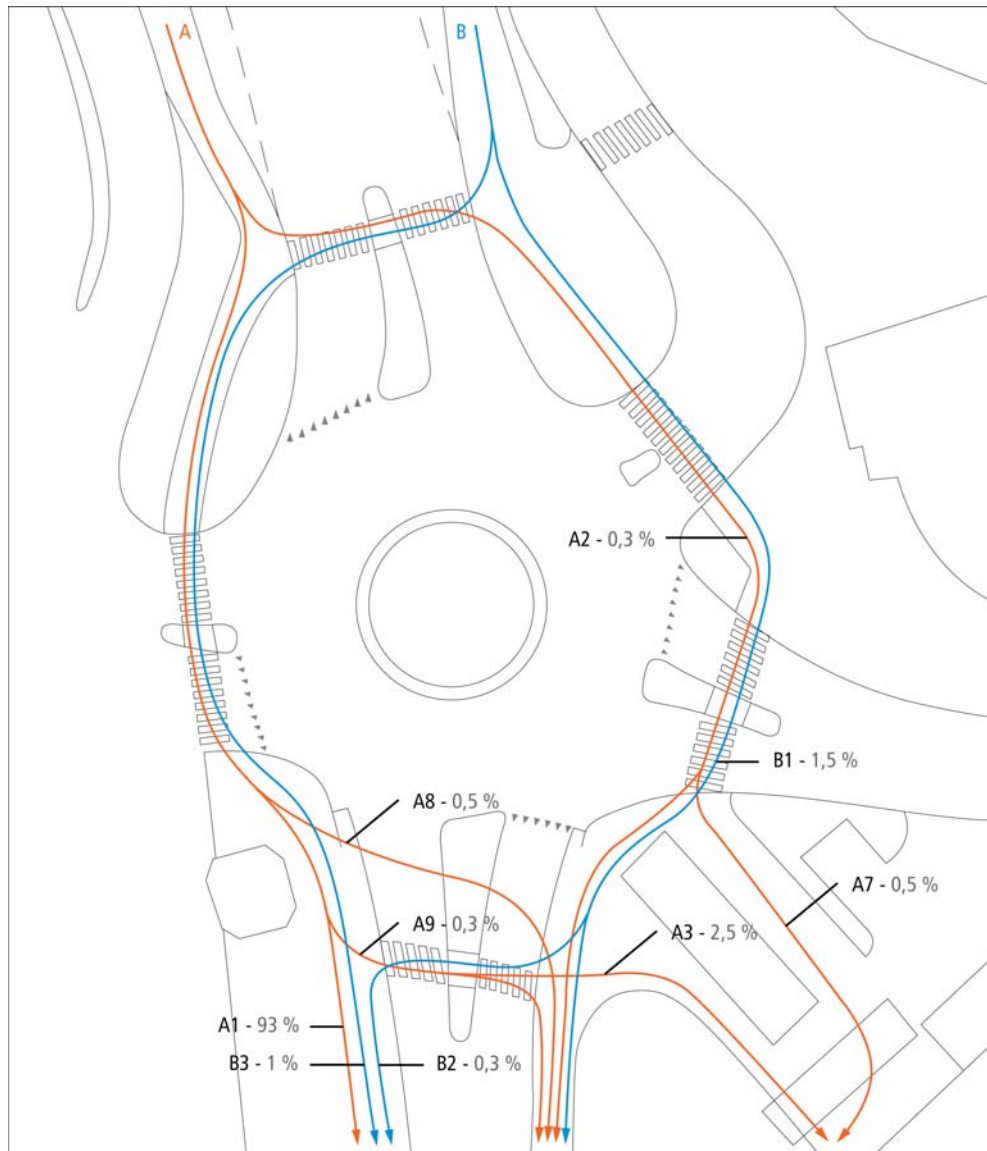 A
B
A2 - 0,3 %
B1 - 1,5 %
A8 - 0,5 %
A7 - 0,5 %
A9 - 0,3 %
A3 - 2,5 %
A1 - 93 %
B3 - 1 %
B2 - 0,3 %